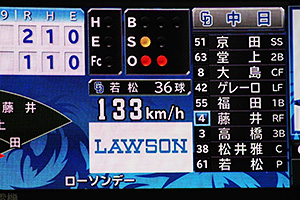 9 R H E
2 1 0
1 1 0
H
E
Fc
B
S
O
若松 36球
133 km/h
LAWSON
ローソンデー
藤井
田
CD 中日
51 京田 SS
63 堂上 2B
8 大島 CF
42 ゲレーロ LF
55 福田 1B
4 藤井 RF
3 高橋 3B
38 松井雅 C
61 若松 P